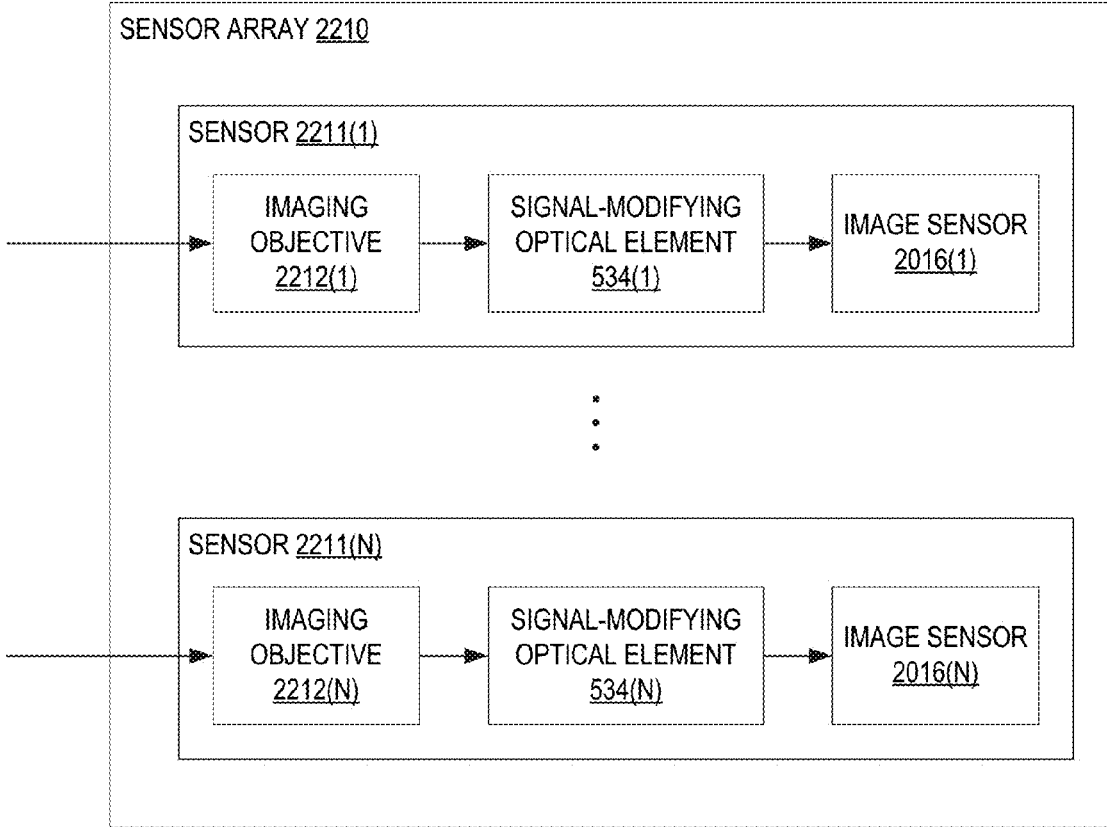 SENSOR ARRAY 2210
SENSOR 2211(1)
IMAGING
OBJECTIVE
2212(1)
SIGNAL-MODIFYING
OPTICAL ELEMENT
534(1)
IMAGE SENSOR
2016(1)
SENSOR 2211(N)
IMAGING
OBJECTIVE
2212(N)
SIGNAL-MODIFYING
OPTICAL ELEMENT
534(N)
IMAGE SENSOR
2016(N)